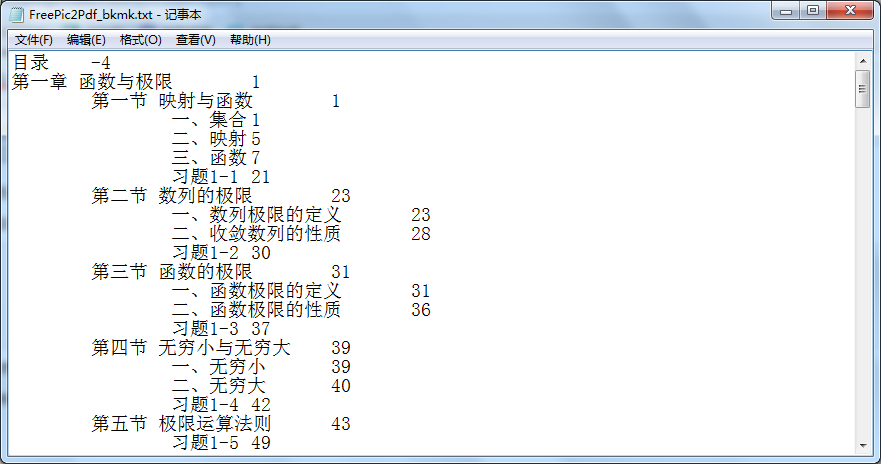 FreePic2Pdf_bkmk.txt - 记事本
文件(F) 编辑(E) 格式(O) 查看(V) 帮助(H)
目录 -4
第一章 函数与极限 1
第一节 映射与函数 1
一、集合 1
二、映射 5
三、函数 7
习题1-1 21
第二节 数列的极限 23
一、数列极限的定义 23
二、收敛数列的性质 28
习题1-2 30
第三节 函数的极限 31
一、函数极限的定义 31
二、函数极限的性质 36
习题1-3 37
第四节 无穷小与无穷大 39
一、无穷小 39
二、无穷大 40
习题1-4 42
第五节 极限运算法则 43
习题1-5 49